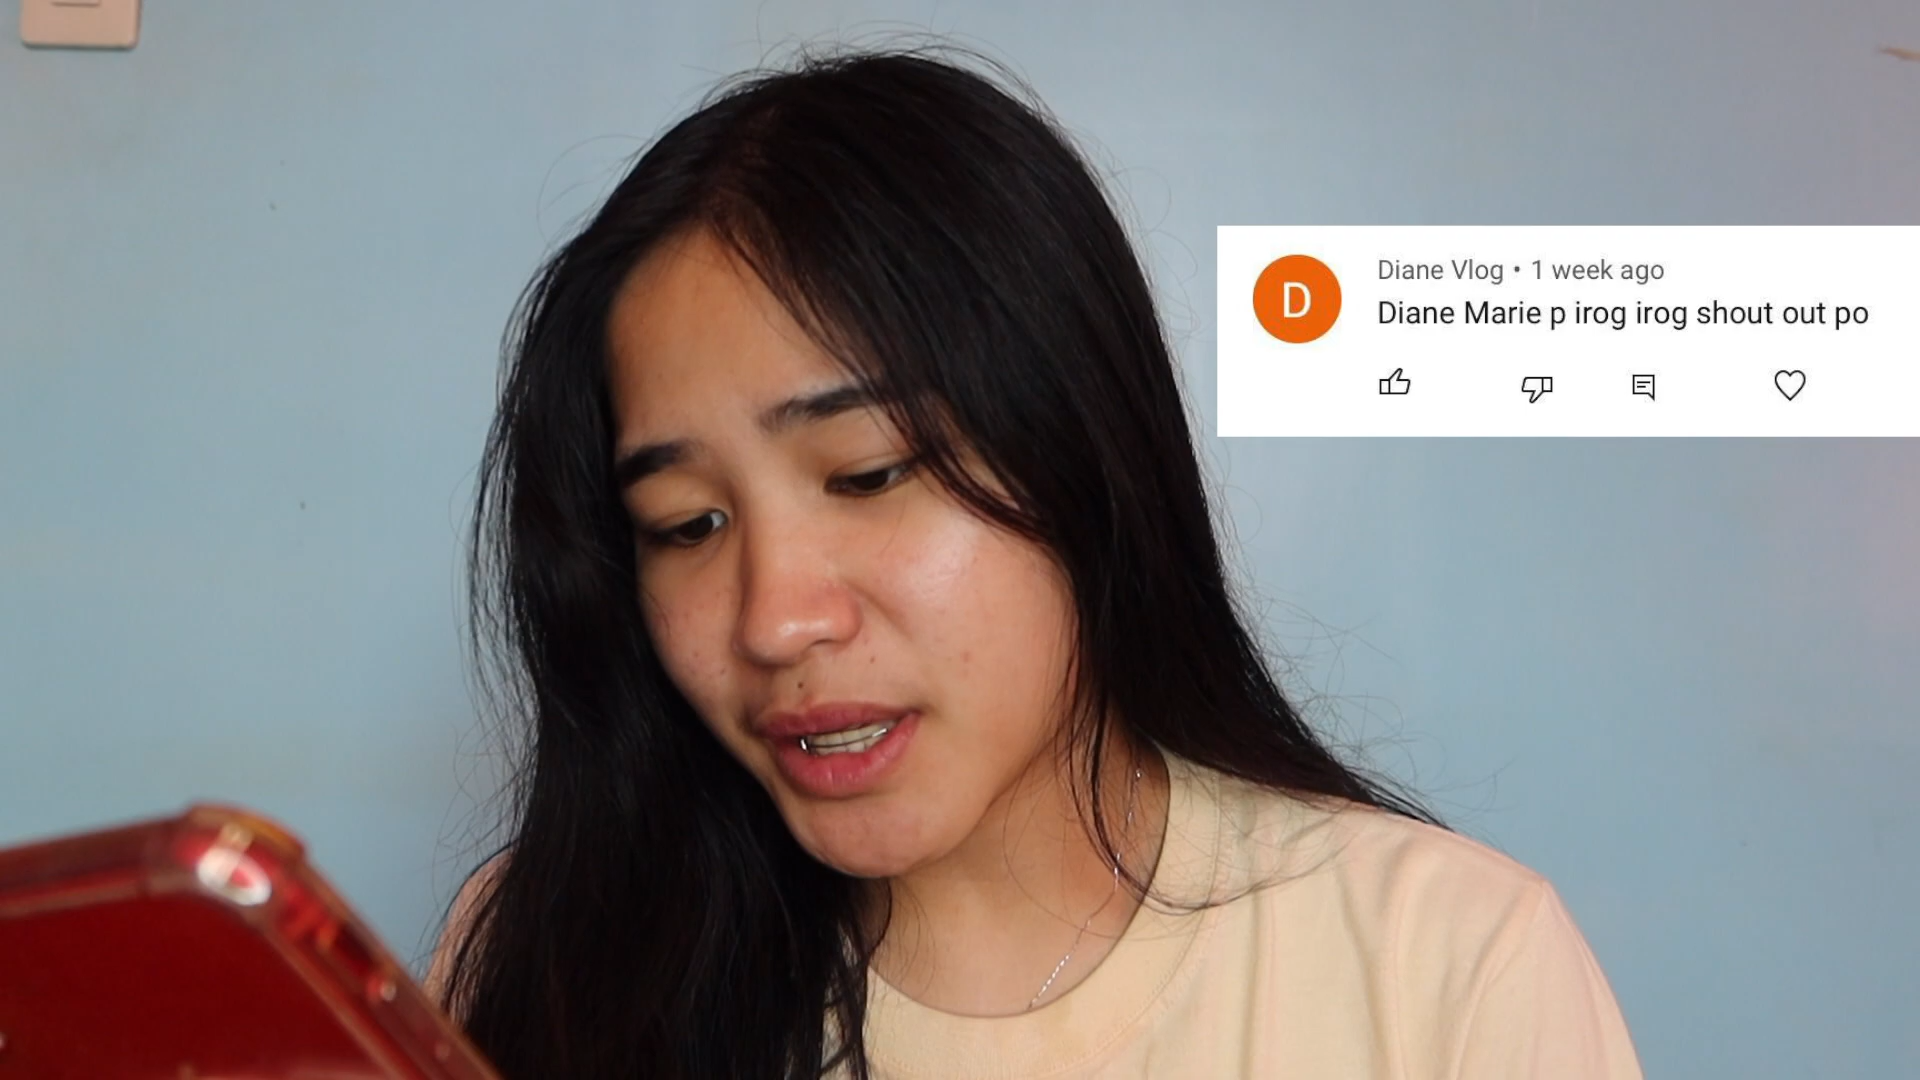 D
Diane Vlog • 1 week ago
Diane Marie p irog irog shout out po